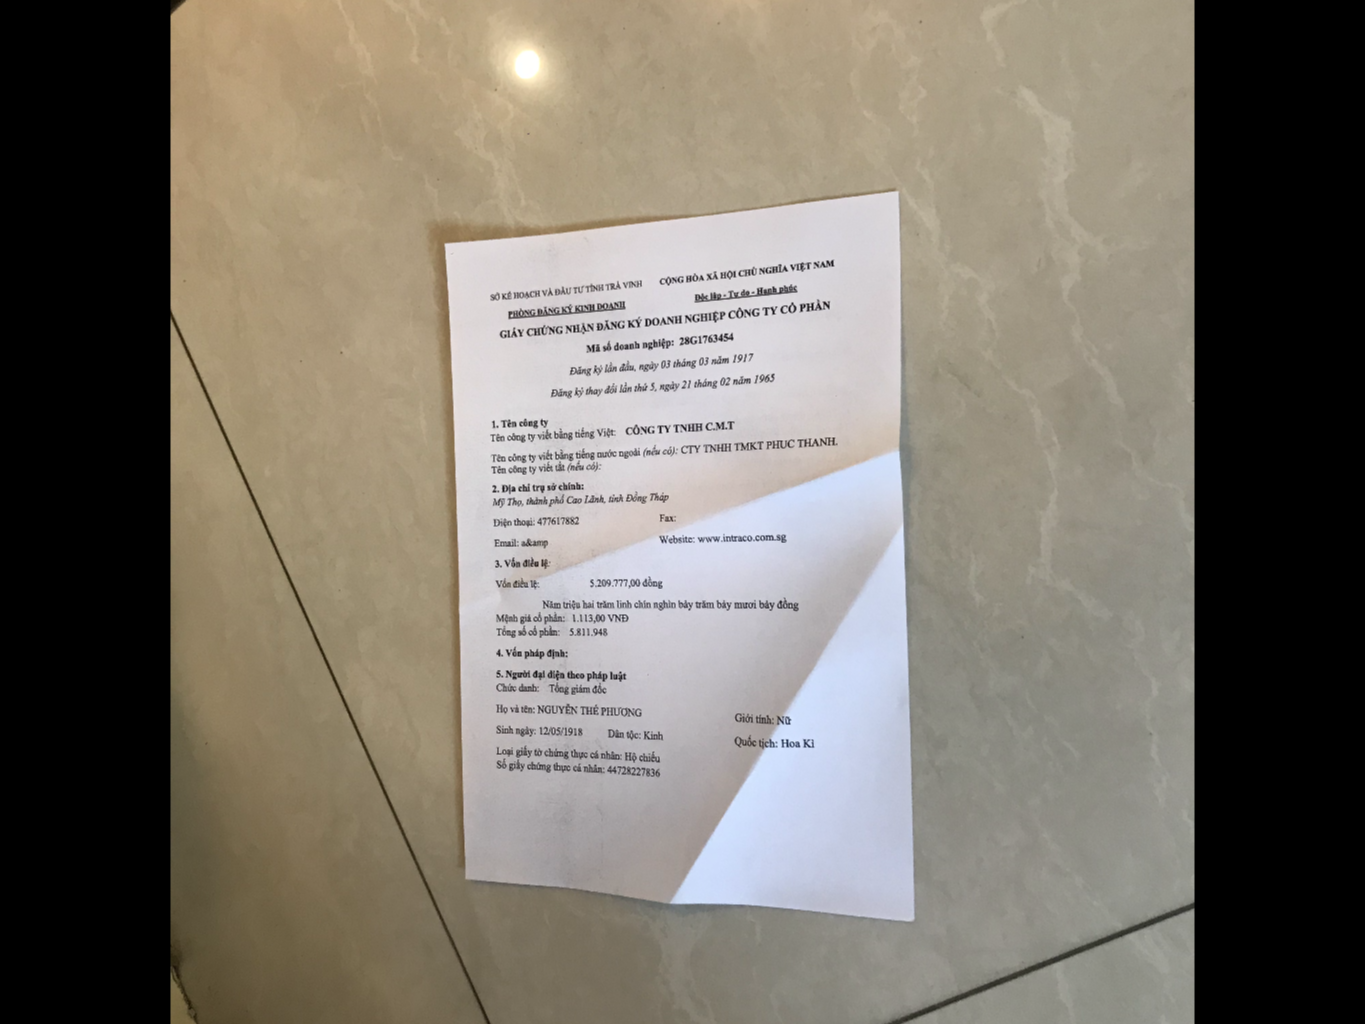 SỞ KẾ HOẠCH VÀ ĐẦU TƯ TỈNH TRÀ VINH CỘNG HÒA XÃ HỘI CHỦ NGHĨA VIỆT NAM
PHÒNG ĐĂNG KÝ KINH DOANH Độc lập - Tự do - Hạnh phúc
GIẤY CHỨNG NHẬN ĐĂNG KÝ DOANH NGHIỆP CÔNG TY CỔ PHẦN
Mã số doanh nghiệp: 28G1763454
Đăng ký lần đầu, ngày 03 tháng 03 năm 1917
Đăng ký thay đổi lần thứ 5, ngày 21 tháng 02 năm 1965
1. Tên công ty
Tên công ty viết bằng tiếng Việt: CÔNG TY TNHH C.M.T
Tên công ty viết bằng tiếng nước ngoài (nếu có): CTY TNHH TMKT PHUC THANH.
Tên công ty viết tắt (nếu có):
2. Địa chỉ trụ sở chính:
Mỹ Thọ, thành phố Cao Lãnh, tỉnh Đồng Tháp
Điện thoại: 477617882 Fax:
Email: a&amp Website: www.intraco.com.sg
3. Vốn điều lệ:
Vốn điều lệ: 5.209.777,00 đồng
Năm triệu hai trăm linh chín nghìn bảy trăm bảy mươi bảy đồng
Mệnh giá cổ phần: 1.113,00 VNĐ
Tổng số cổ phần: 5.811.948
4. Vốn pháp định:
5. Người đại diện theo pháp luật
Chức danh: Tổng giám đốc
Họ và tên: NGUYỄN THẾ PHƯƠNG Giới tính: Nữ
Sinh ngày: 12/05/1918 Dân tộc: Kinh Quốc tịch: Hoa Kì
Loại giấy tờ chứng thực cá nhân: Hộ chiếu
Số giấy chứng thực cá nhân: 44728227836